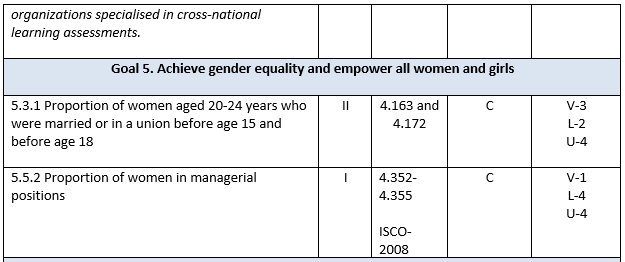 organizations specialised in cross-national
learning assessments.
Goal 5. Achieve gender equality and empower all women and girls
5.3.1 Proportion of women aged 20-24 years who
were married or in a union before age 15 and
before age 18
II
4.163 and
4.172
C
V-3
L-2
U-4
5.5.2 Proportion of women in managerial
positions
I
4.352-
4.355
ISCO-
2008
C
V-1
L-4
U-4